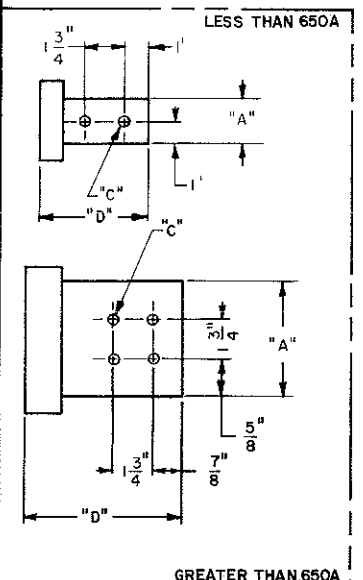 LESS THAN 650A
1 3/4"
1'
"A"
"C"
1'
"D"
"C"
1 3/4"
"A"
5/8"
1 3/4"
7/8"
"D"
GREATER THAN 650A